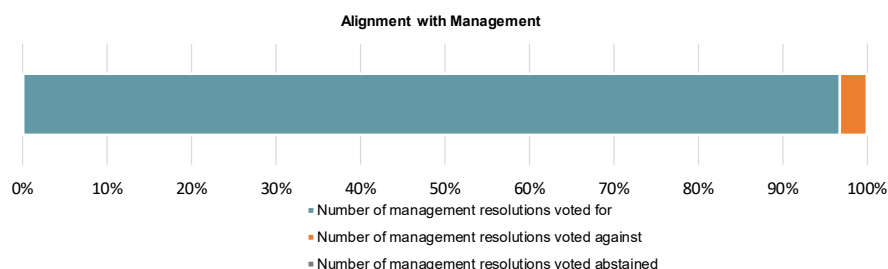 Alignment with Management
0% 10% 20% 30% 40% 50% 60% 70% 80% 90% 100%
Number of management resolutions voted for
Number of management resolutions voted against
Number of management resolutions voted abstained